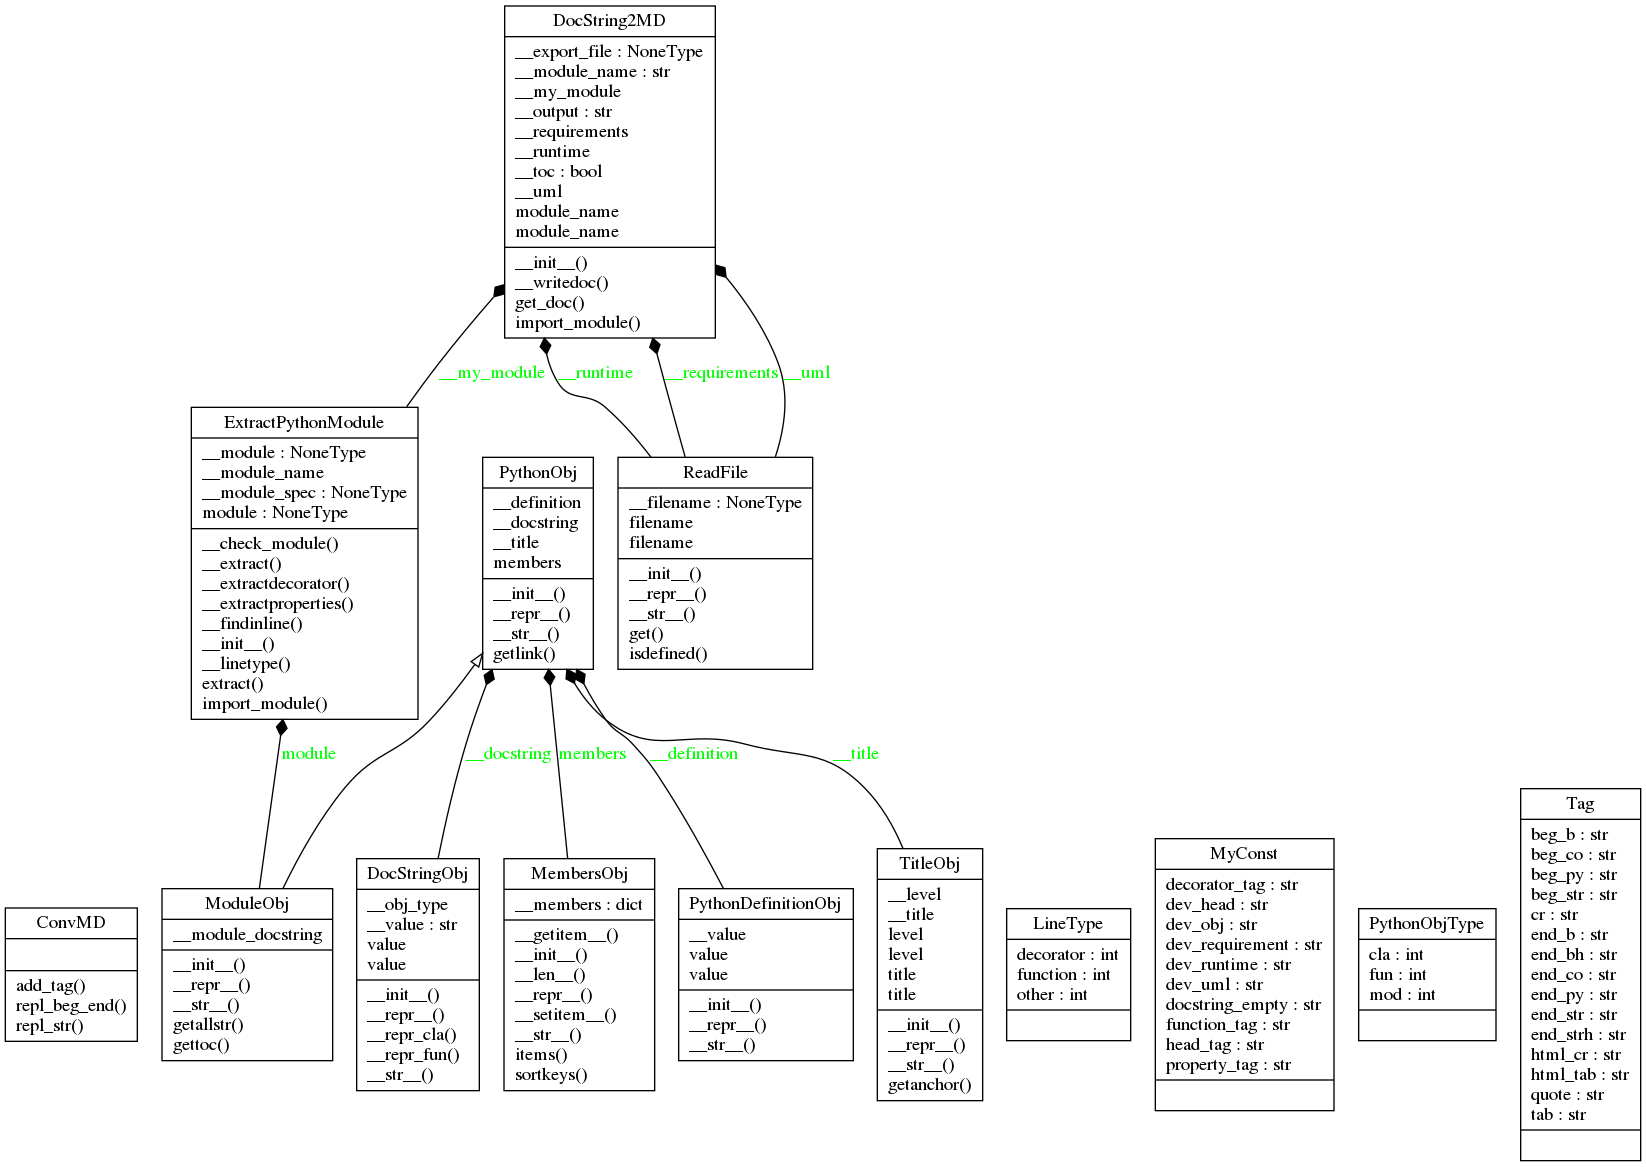 DocString2MD
__export_file : NoneType
__module_name : str
__my_module
__output : str
__requirements
__runtime
__toc : bool
__uml
module_name
module_name
__init__()
__writedoc()
get_doc()
import_module()
__my_module
__runtime
__requirements
__uml
ExtractPythonModule
__module : NoneType
__module_name
__module_spec : NoneType
module : NoneType
__check_module()
__extract()
__extractdecorator()
__extractproperties()
__findinline()
__init__()
__linetype()
extract()
import_module()
PythonObj
__definition
__docstring
__title
members
__init__()
__repr__()
__str__()
getlink()
ReadFile
__filename : NoneType
filename
filename
__init__()
__repr__()
__str__()
get()
isdefined()
module
__docstring
members
__definition
__title
ConvMD
add_tag()
repl_beg_end()
repl_str()
ModuleObj
__module_docstring
__init__()
__repr__()
__str__()
getallstr()
gettoc()
DocStringObj
__obj_type
__value : str
value
value
__init__()
__repr__()
__repr_cla()
__repr_fun()
__str__()
MembersObj
__members : dict
__getitem__()
__init__()
__len__()
__repr__()
__setitem__()
__str__()
items()
sortkeys()
PythonDefinitionObj
__value
value
value
__init__()
__repr__()
__str__()
TitleObj
__level
__title
level
level
title
title
__init__()
__repr__()
__str__()
getanchor()
LineType
decorator : int
function : int
other : int
MyConst
decorator_tag : str
dev_head : str
dev_obj : str
dev_requirement : str
dev_runtime : str
dev_uml : str
docstring_empty : str
function_tag : str
head_tag : str
property_tag : str
PythonObjType
cla : int
fun : int
mod : int
Tag
beg_b : str
beg_co : str
beg_py : str
beg_str : str
cr : str
end_b : str
end_bh : str
end_co : str
end_py : str
end_str : str
end_strh : str
html_cr : str
html_tab : str
quote : str
tab : str